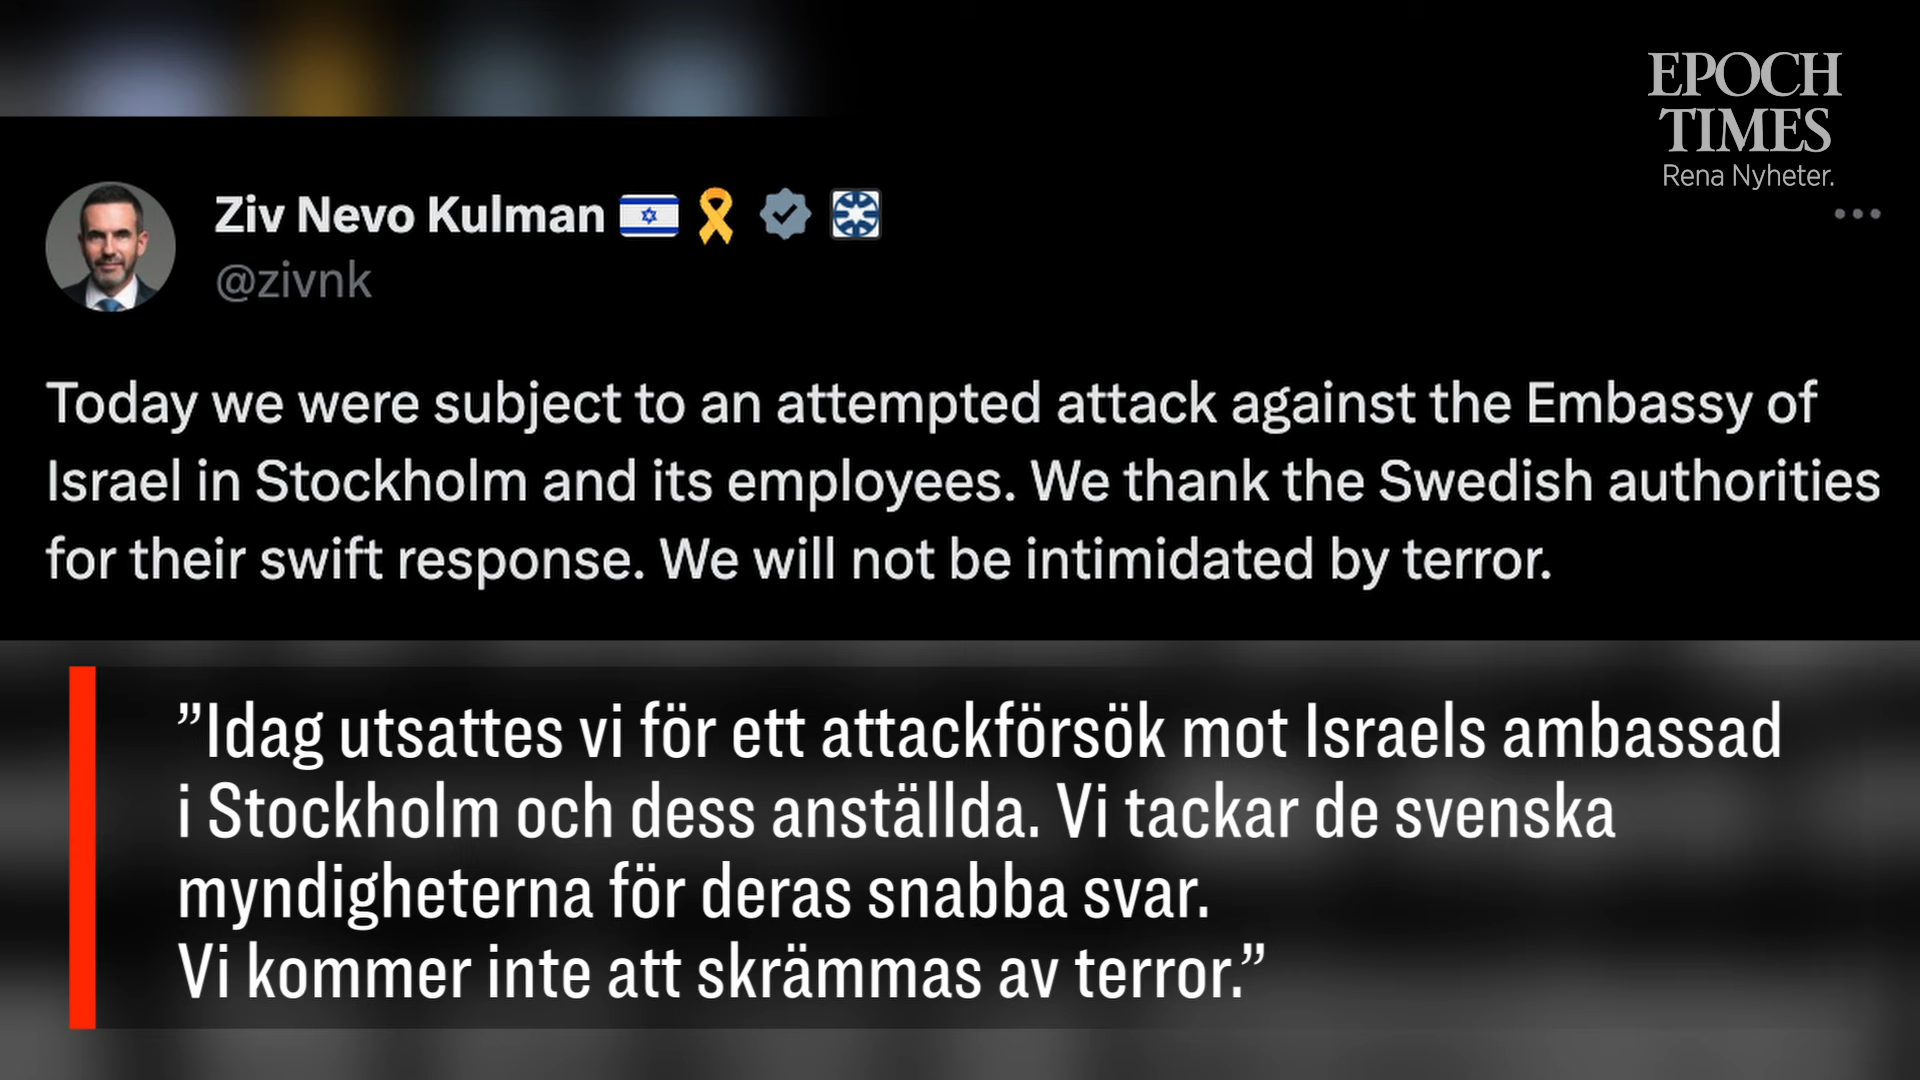 EPOCH
TIMES
Rena Nyheter.
Ziv Nevo Kulman
@zivnk
Today we were subject to an attempted attack against the Embassy of
Israel in Stockholm and its employees. We thank the Swedish authorities
for their swift response. We will not be intimidated by terror.
”Idag utsattes vi för ett attackförsök mot Israels ambassad
i Stockholm och dess anställda. Vi tackar de svenska
myndigheterna för deras snabba svar.
Vi kommer inte att skrämmas av terror.”